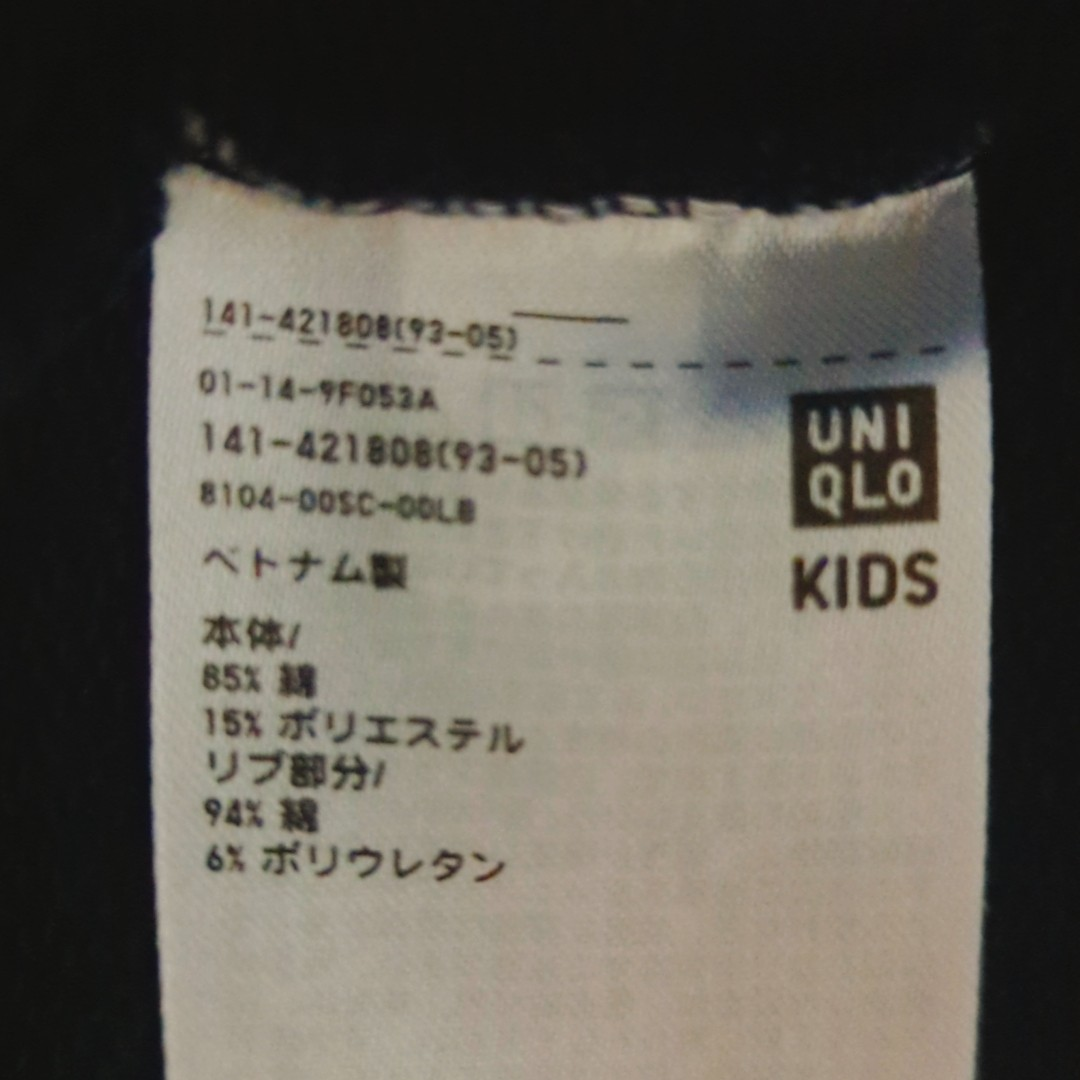 141-421808(93-05)
01-14-9F053A
141-421808(93-05)
8104-00SC-00LB
ベトナム製
本体/
85% 綿
15% ポリエステル
リブ部分/
94% 綿
6% ポリウレタン
UNI
QLO
KIDS